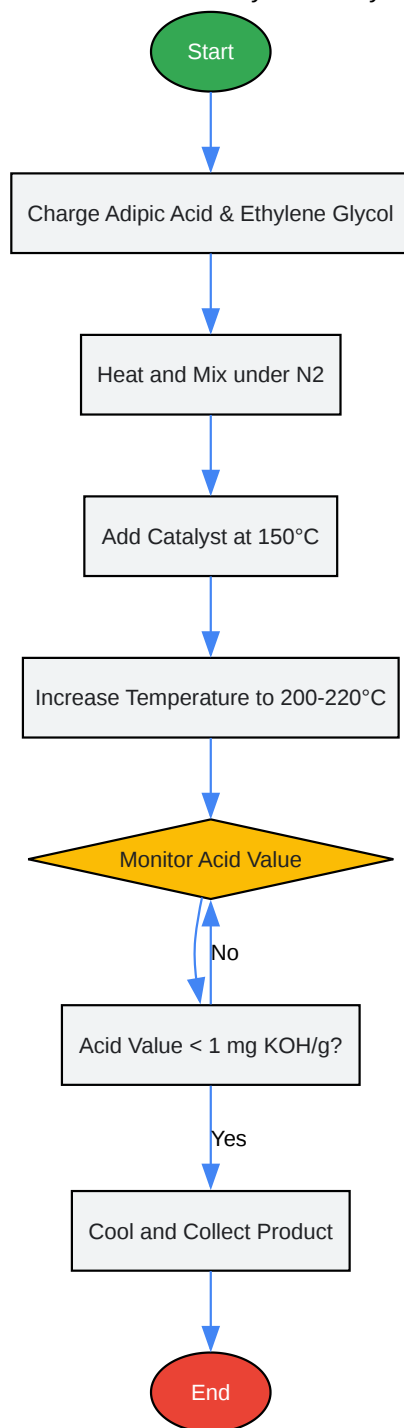 Start
Charge Adipic Acid & Ethylene Glycol
Heat and Mix under N2
Add Catalyst at 150°C
Increase Temperature to 200-220°C
Monitor Acid Value
No
Acid Value < 1 mg KOH/g?
Yes
Cool and Collect Product
End